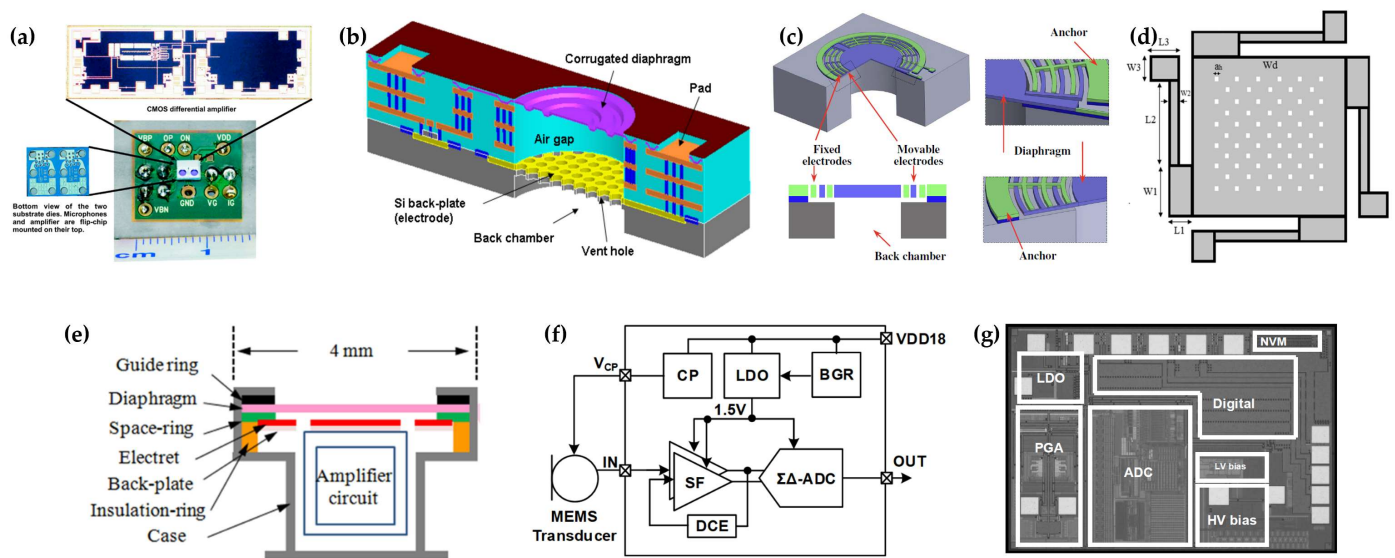 (a)
CMOS differential amplifier
VBP OP ON VDD
GND VG IG
VBN
Bottom view of the two
substrate dies. Microphones
and amplifier are flip-chip
mounted on their top.
cm 1
(b)
Corrugated diaphragm
Pad
Air gap
Si back-plate
(electrode)
Back chamber
Vent hole
(c)
Anchor
Fixed
electrodes
Movable
electrodes
Diaphragm
Back chamber
Anchor
(d)
L3
W3
ah
Wd
W2
L2
W1
L1
(e)
4 mm
Guide ring
Diaphragm
Space-ring
Electret
Back-plate
Insulation-ring
Case
Amplifier
circuit
(f)
VDD18
VCP
CP
LDO
BGR
1.5V
IN
SF
ΣΔ-ADC
OUT
DCE
MEMS
Transducer
(g)
NVM
LDO
Digital
PGA
ADC
LV bias
HV bias